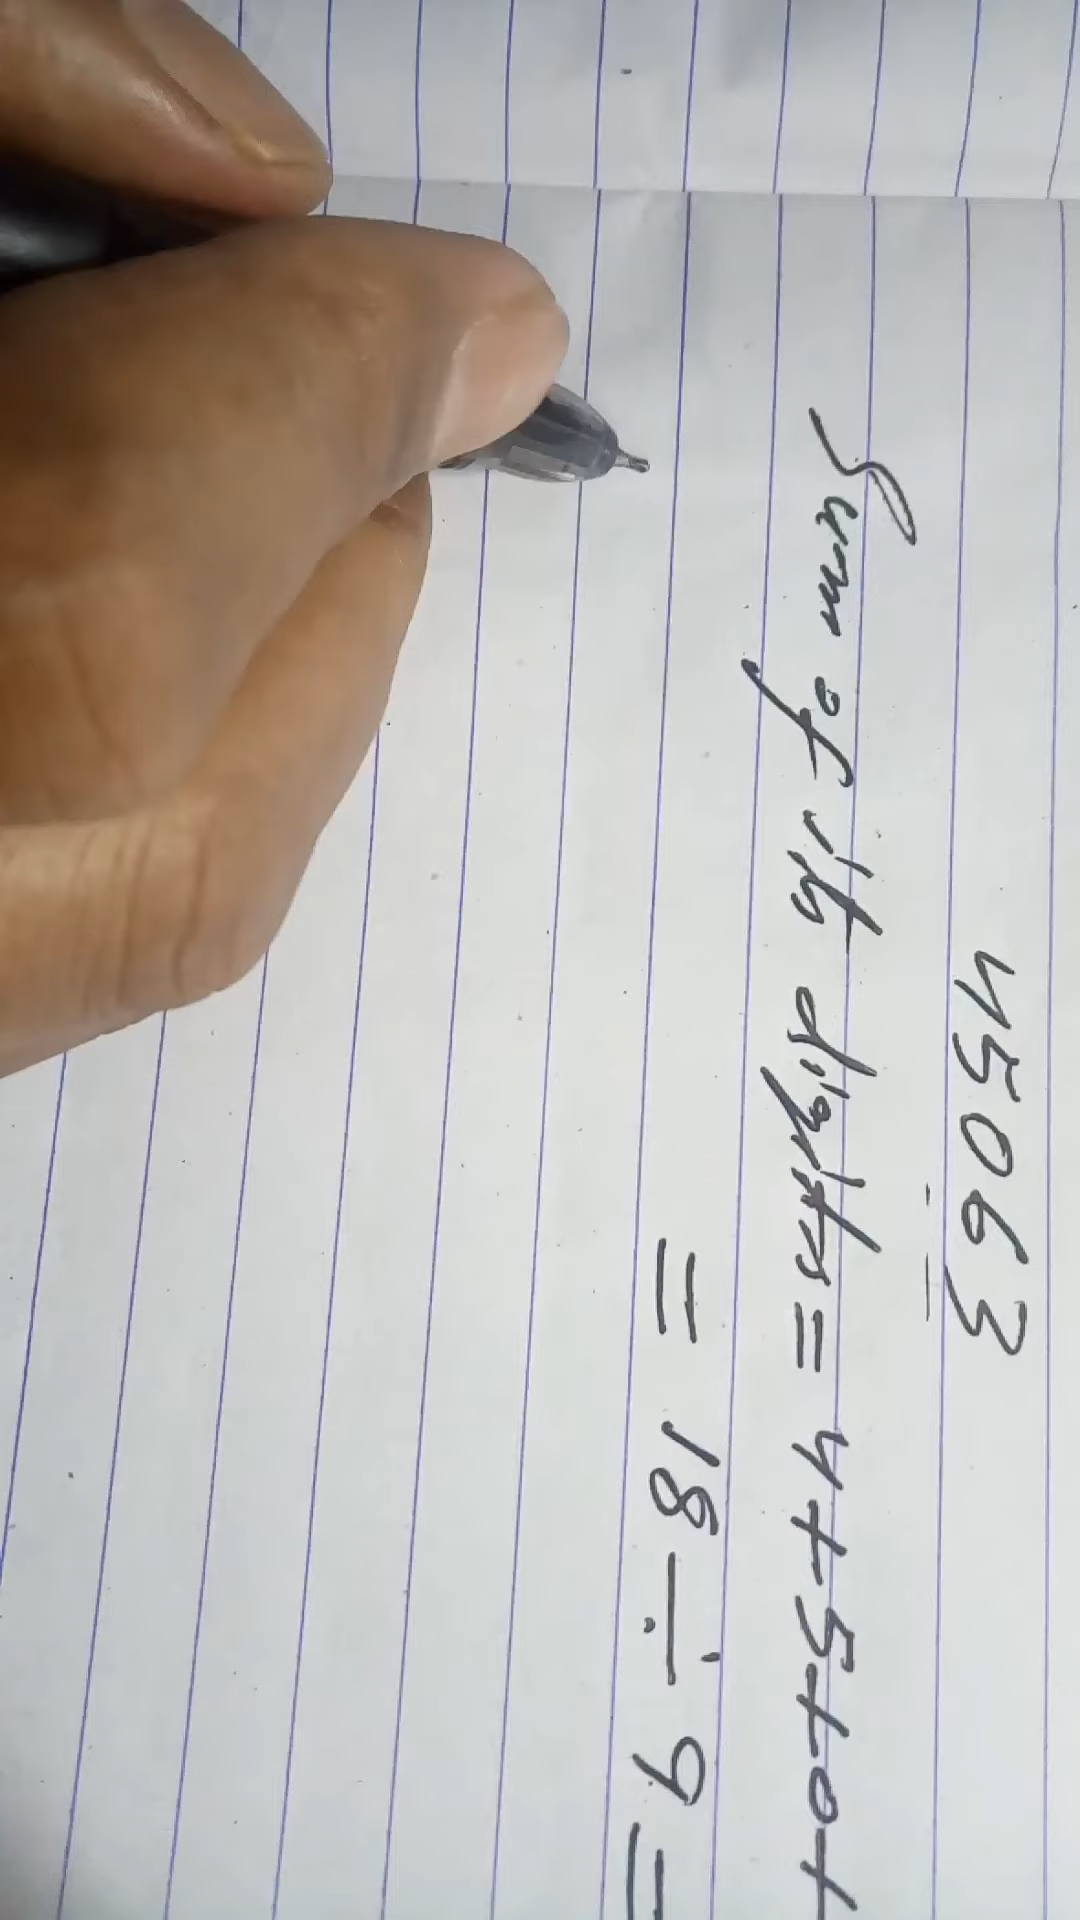 45063
Sum of its digits = 4+5+0+
= 18 ÷ 9 =